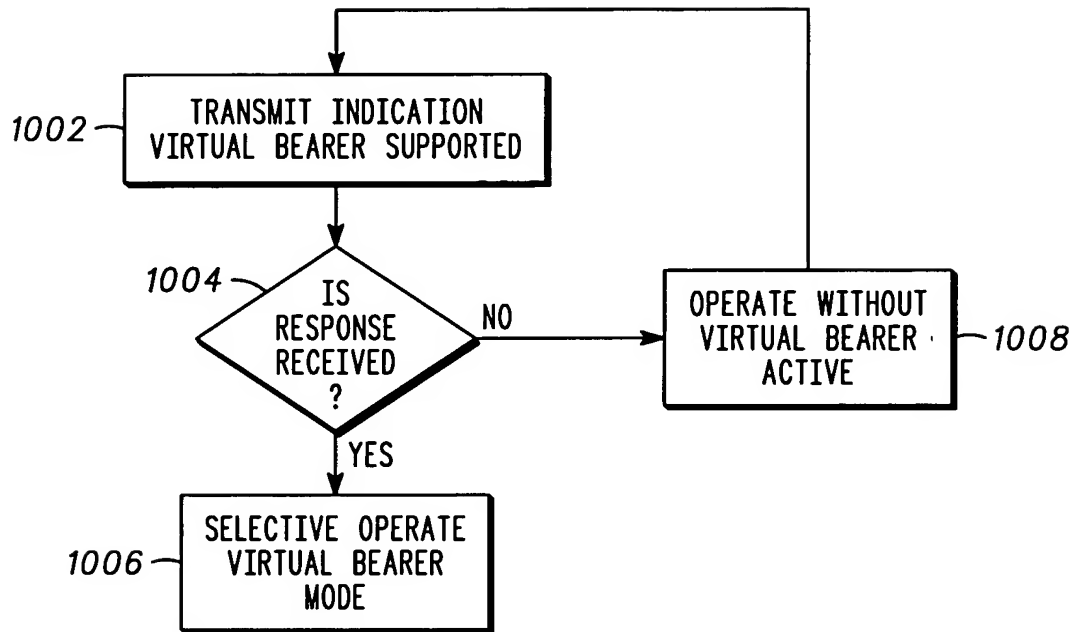 1002
TRANSMIT INDICATION
VIRTUAL BEARER SUPPORTED
1004
IS
RESPONSE
RECEIVED
?
NO
OPERATE WITHOUT
VIRTUAL BEARER
ACTIVE
1008
YES
1006
SELECTIVE OPERATE
VIRTUAL BEARER
MODE